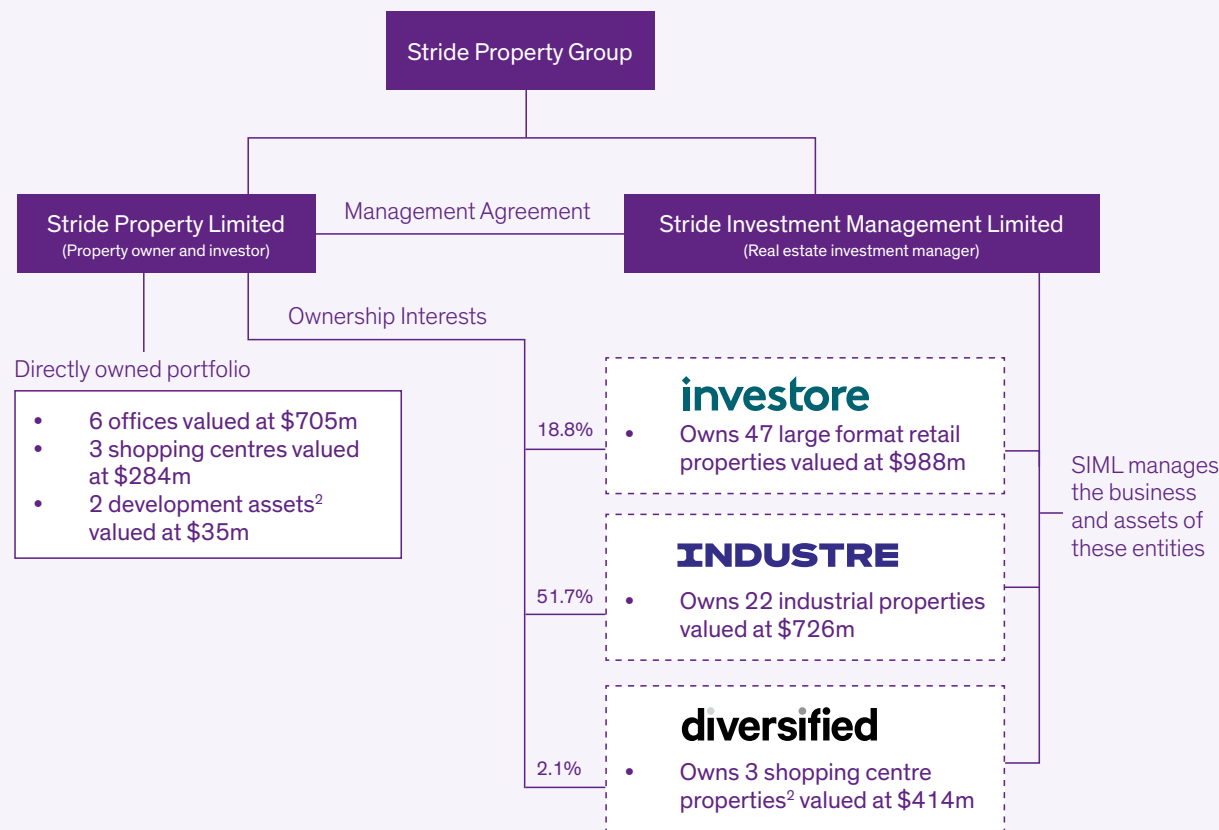 Stride Property Group
Stride Property Limited
(Property owner and investor)
Management Agreement
Stride Investment Management Limited
(Real estate investment manager)
Ownership Interests
Directly owned portfolio
• 6 offices valued at $705m
• 3 shopping centres valued
at $284m
• 2 development assets²
valued at $35m
18.8%
investore
• Owns 47 large format retail
properties valued at $988m
51.7%
INDUSTRE
• Owns 22 industrial properties
valued at $726m
2.1%
diversified
• Owns 3 shopping centre
properties² valued at $414m
SIML manages
the business
and assets of
these entities